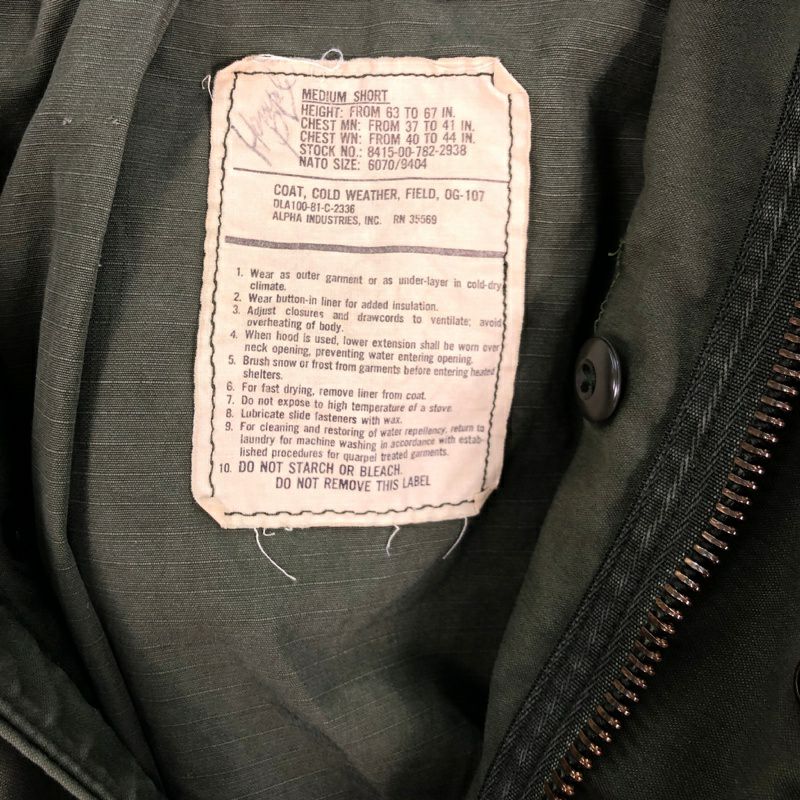 MEDIUM SHORT
HEIGHT: FROM 63 TO 67 IN.
CHEST MN: FROM 37 TO 41 IN.
CHEST WN: FROM 40 TO 44 IN.
STOCK NO.: 8415-00-782-2938
NATO SIZE: 6070/9404
COAT, COLD WEATHER, FIELD, OG-107
DLA100-81-C-2336
ALPHA INDUSTRIES, INC. RN 35569
1. Wear as outer garment or as under-layer in cold-dry
climate.
2. Wear button-in liner for added insulation.
3. Adjust closures and drawcords to ventilate; avoid
overheating of body.
4. When hood is used, lower extension shall be worn over
neck opening, preventing water entering opening.
5. Brush snow or frost from garments before entering heated
shelters.
6. For fast drying, remove liner from coat.
7. Do not expose to high temperature of a stove.
8. Lubricate slide fasteners with wax.
9. For cleaning and restoring of water repellency, return to
laundry for machine washing in accordance with estab-
lished procedures for quarpel treated garments.
10. DO NOT STARCH OR BLEACH.
DO NOT REMOVE THIS LABEL